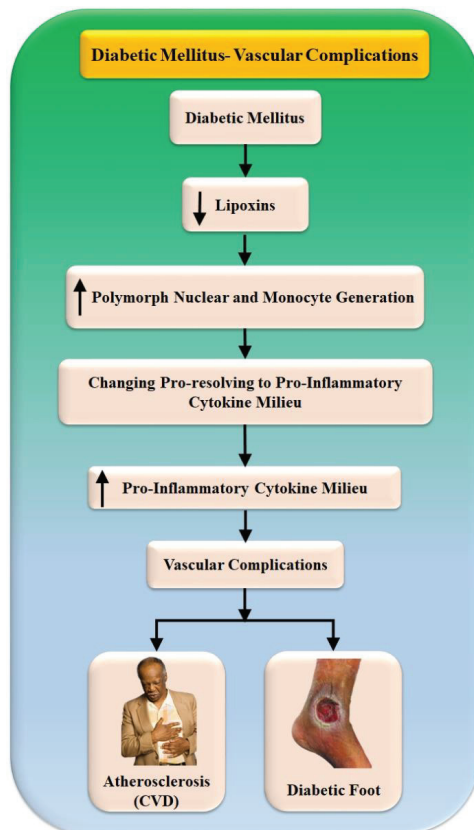 Diabetic Mellitus- Vascular Complications
Diabetic Mellitus
Lipoxins
Polymorph Nuclear and Monocyte Generation
Changing Pro-resolving to Pro-Inflammatory
Cytokine Milieu
Pro-Inflammatory Cytokine Milieu
Vascular Complications
Atherosclerosis
(CVD)
Diabetic Foot